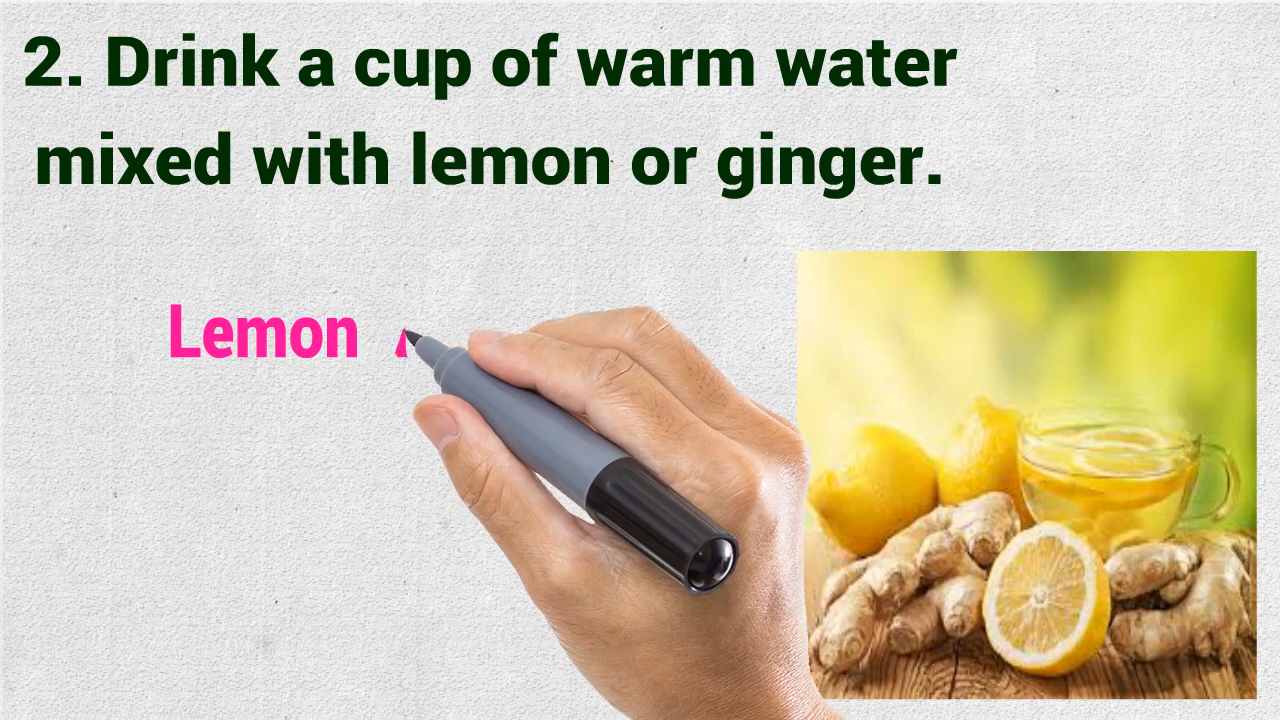 2. Drink a cup of warm water
mixed with lemon or ginger.
Lemon